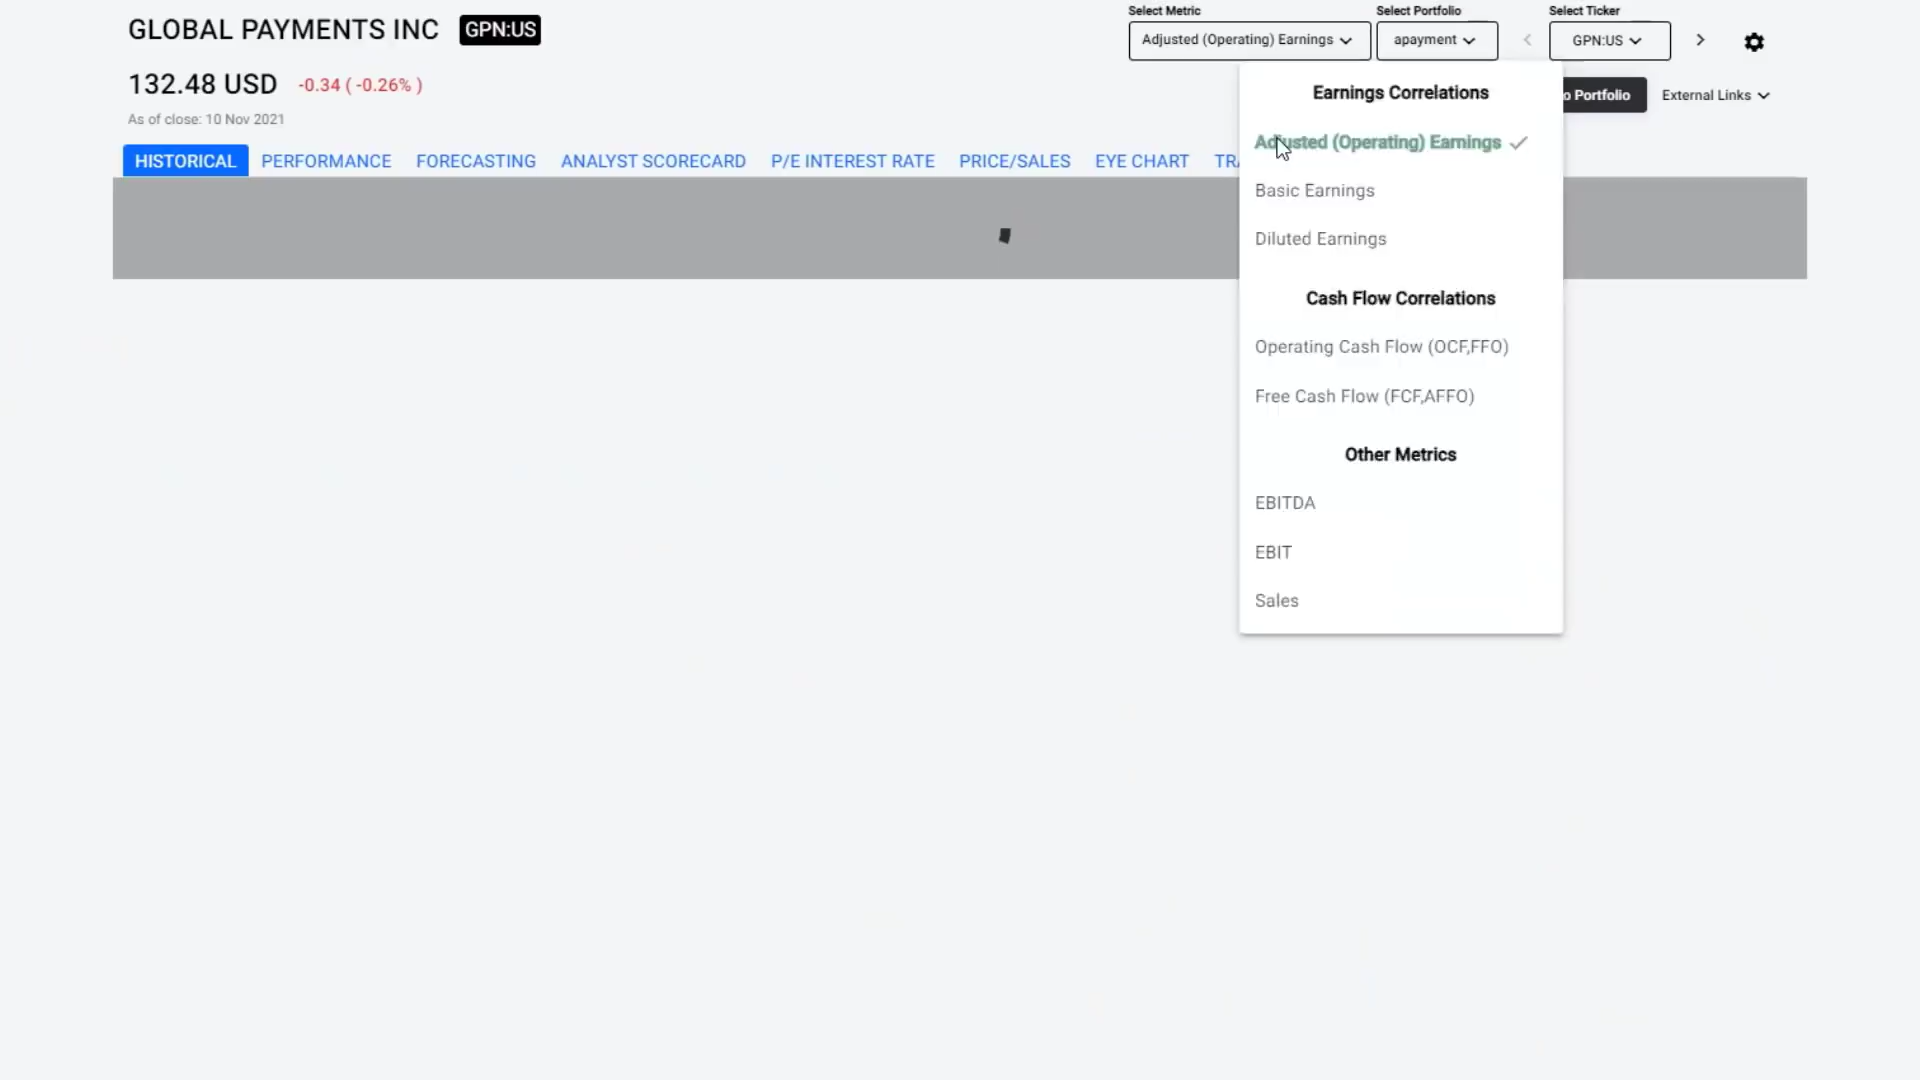 GLOBAL PAYMENTS INC GPN:US
Select Metric Select Portfolio Select Ticker
Adjusted (Operating) Earnings apayment GPN:US
132.48 USD -0.34 ( -0.26% )
As of close: 10 Nov 2021
Portfolio External Links
HISTORICAL PERFORMANCE FORECASTING ANALYST SCORECARD P/E INTEREST RATE PRICE/SALES EYE CHART
Earnings Correlations
Adjusted (Operating) Earnings
Basic Earnings
Diluted Earnings
Cash Flow Correlations
Operating Cash Flow (OCF,FFO)
Free Cash Flow (FCF,AFFO)
Other Metrics
EBITDA
EBIT
Sales